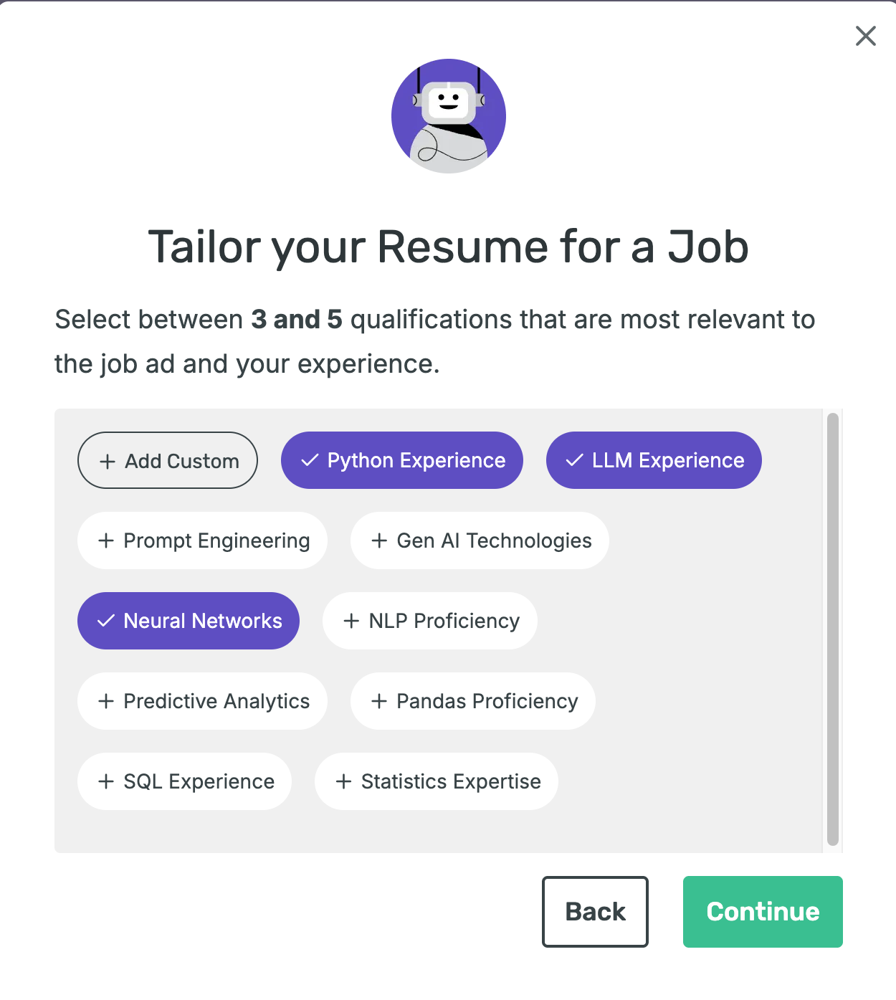 Tailor your Resume for a Job
Select between 3 and 5 qualifications that are most relevant to
the job ad and your experience.
+ Add Custom
✓ Python Experience
✓ LLM Experience
+ Prompt Engineering
+ Gen AI Technologies
✓ Neural Networks
+ NLP Proficiency
+ Predictive Analytics
+ Pandas Proficiency
+ SQL Experience
+ Statistics Expertise
Back
Continue